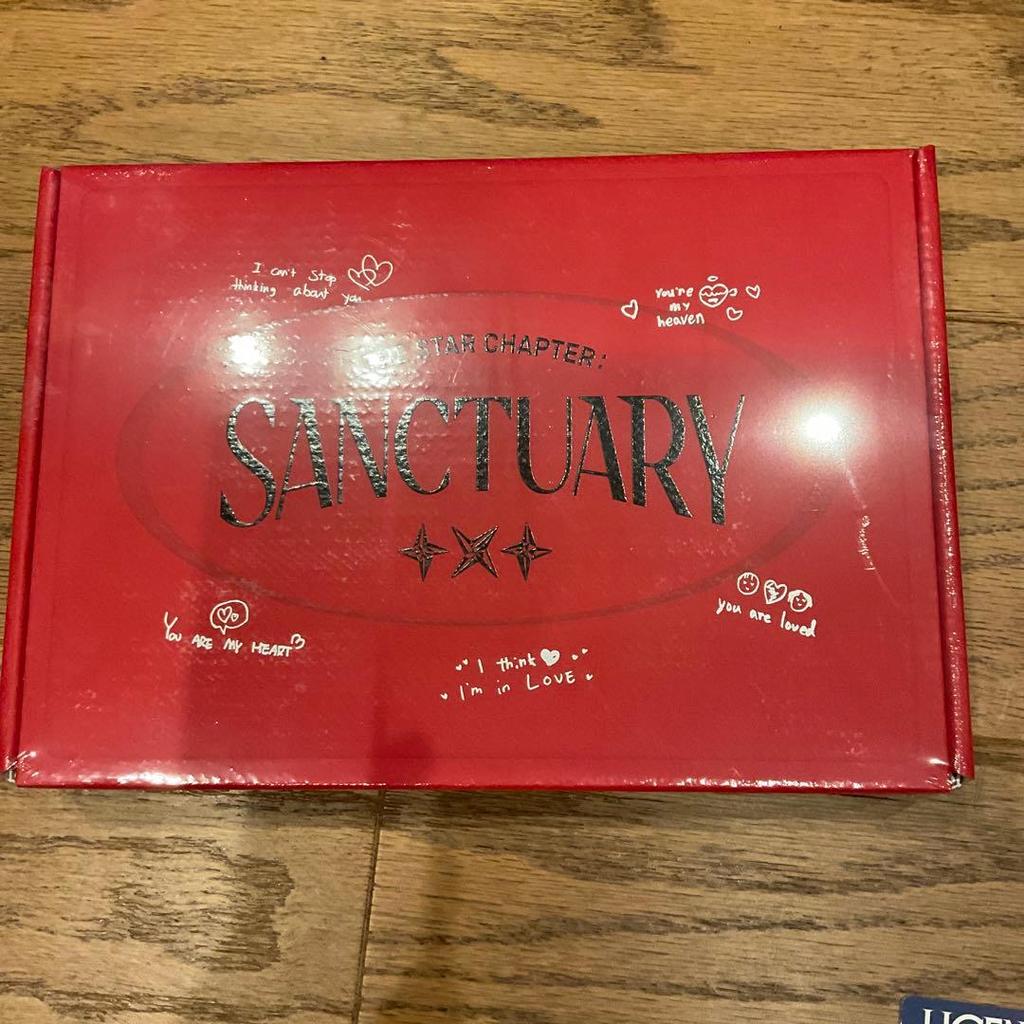 I can't Stop
thinking about you
You're
my
heaven
STAR CHAPTER:
SANCTUARY
YOU ARE MY HEART
you are loved
I think
I'm in LOVE